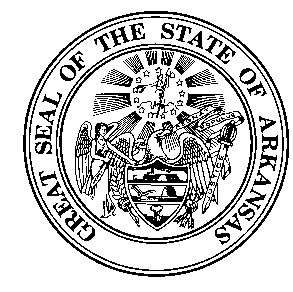 GREAT SEAL OF THE STATE OF ARKANSAS